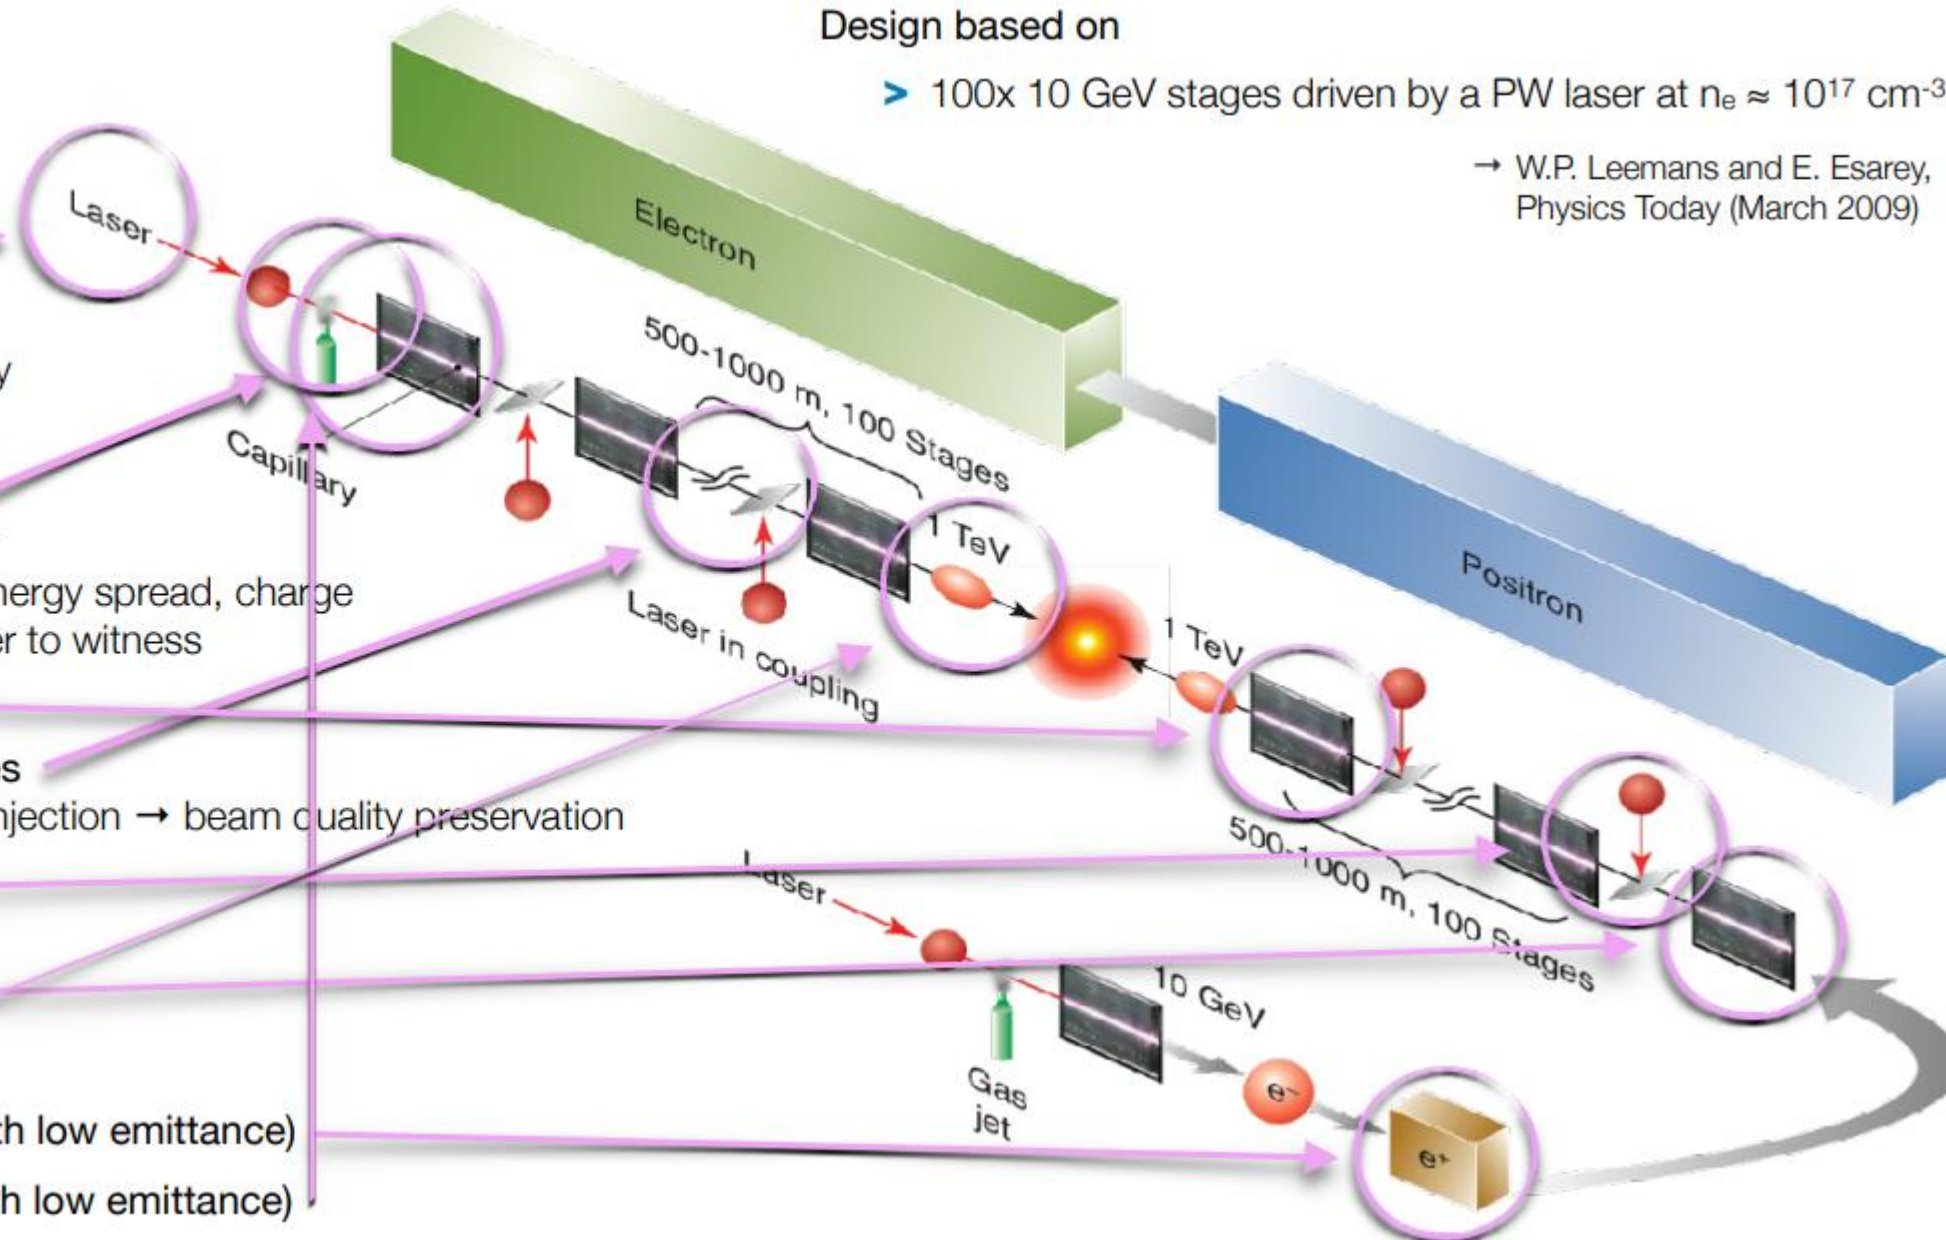 Design based on
> 100x 10 GeV stages driven by a PW laser at nₑ ≈ 10¹⁷ cm⁻³
→ W.P. Leemans and E. Esarey,
Physics Today (March 2009)
Laser
Electron
500-1000 m, 100 Stages
Capillary
1 TeV
Laser in coupling
Positron
1 TeV
energy spread, charge
to witness
injection → beam quality preservation
500-1000 m, 100 Stages
Laser
10 GeV
Gas
jet
e⁻
e⁺
low emittance)
low emittance)